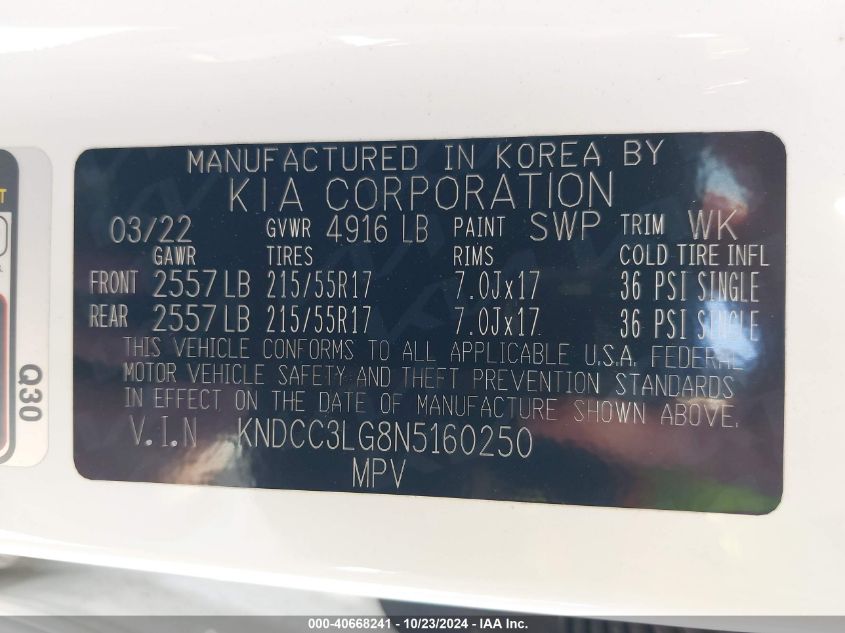 MANUFACTURED IN KOREA BY
KIA CORPORATION
03/22 GVWR 4916 LB PAINT SWP TRIM WK
GAWR TIRES RIMS COLD TIRE INFL
FRONT 2557 LB 215/55R17 7.0Jx17 36 PSI SINGLE
REAR 2557 LB 215/55R17 7.0Jx17 36 PSI SINGLE
THIS VEHICLE CONFORMS TO ALL APPLICABLE U.S.A. FEDERAL
MOTOR VEHICLE SAFETY AND THEFT PREVENTION STANDARDS
IN EFFECT ON THE DATE OF MANUFACTURE SHOWN ABOVE.
V.I.N KNDCC3LG8N5160250
MPV
Q30
000-40668241 - 10/23/2024 - IAA Inc.